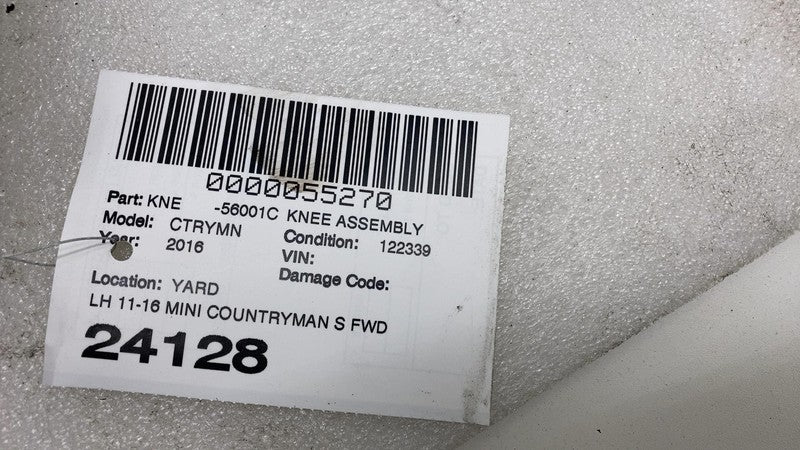 0000055270
Part: KNE -56001C KNEE ASSEMBLY
Model: CTRYMN Condition: 122339
Year: 2016 VIN:
Damage Code:
Location: YARD
LH 11-16 MINI COUNTRYMAN S FWD
24128